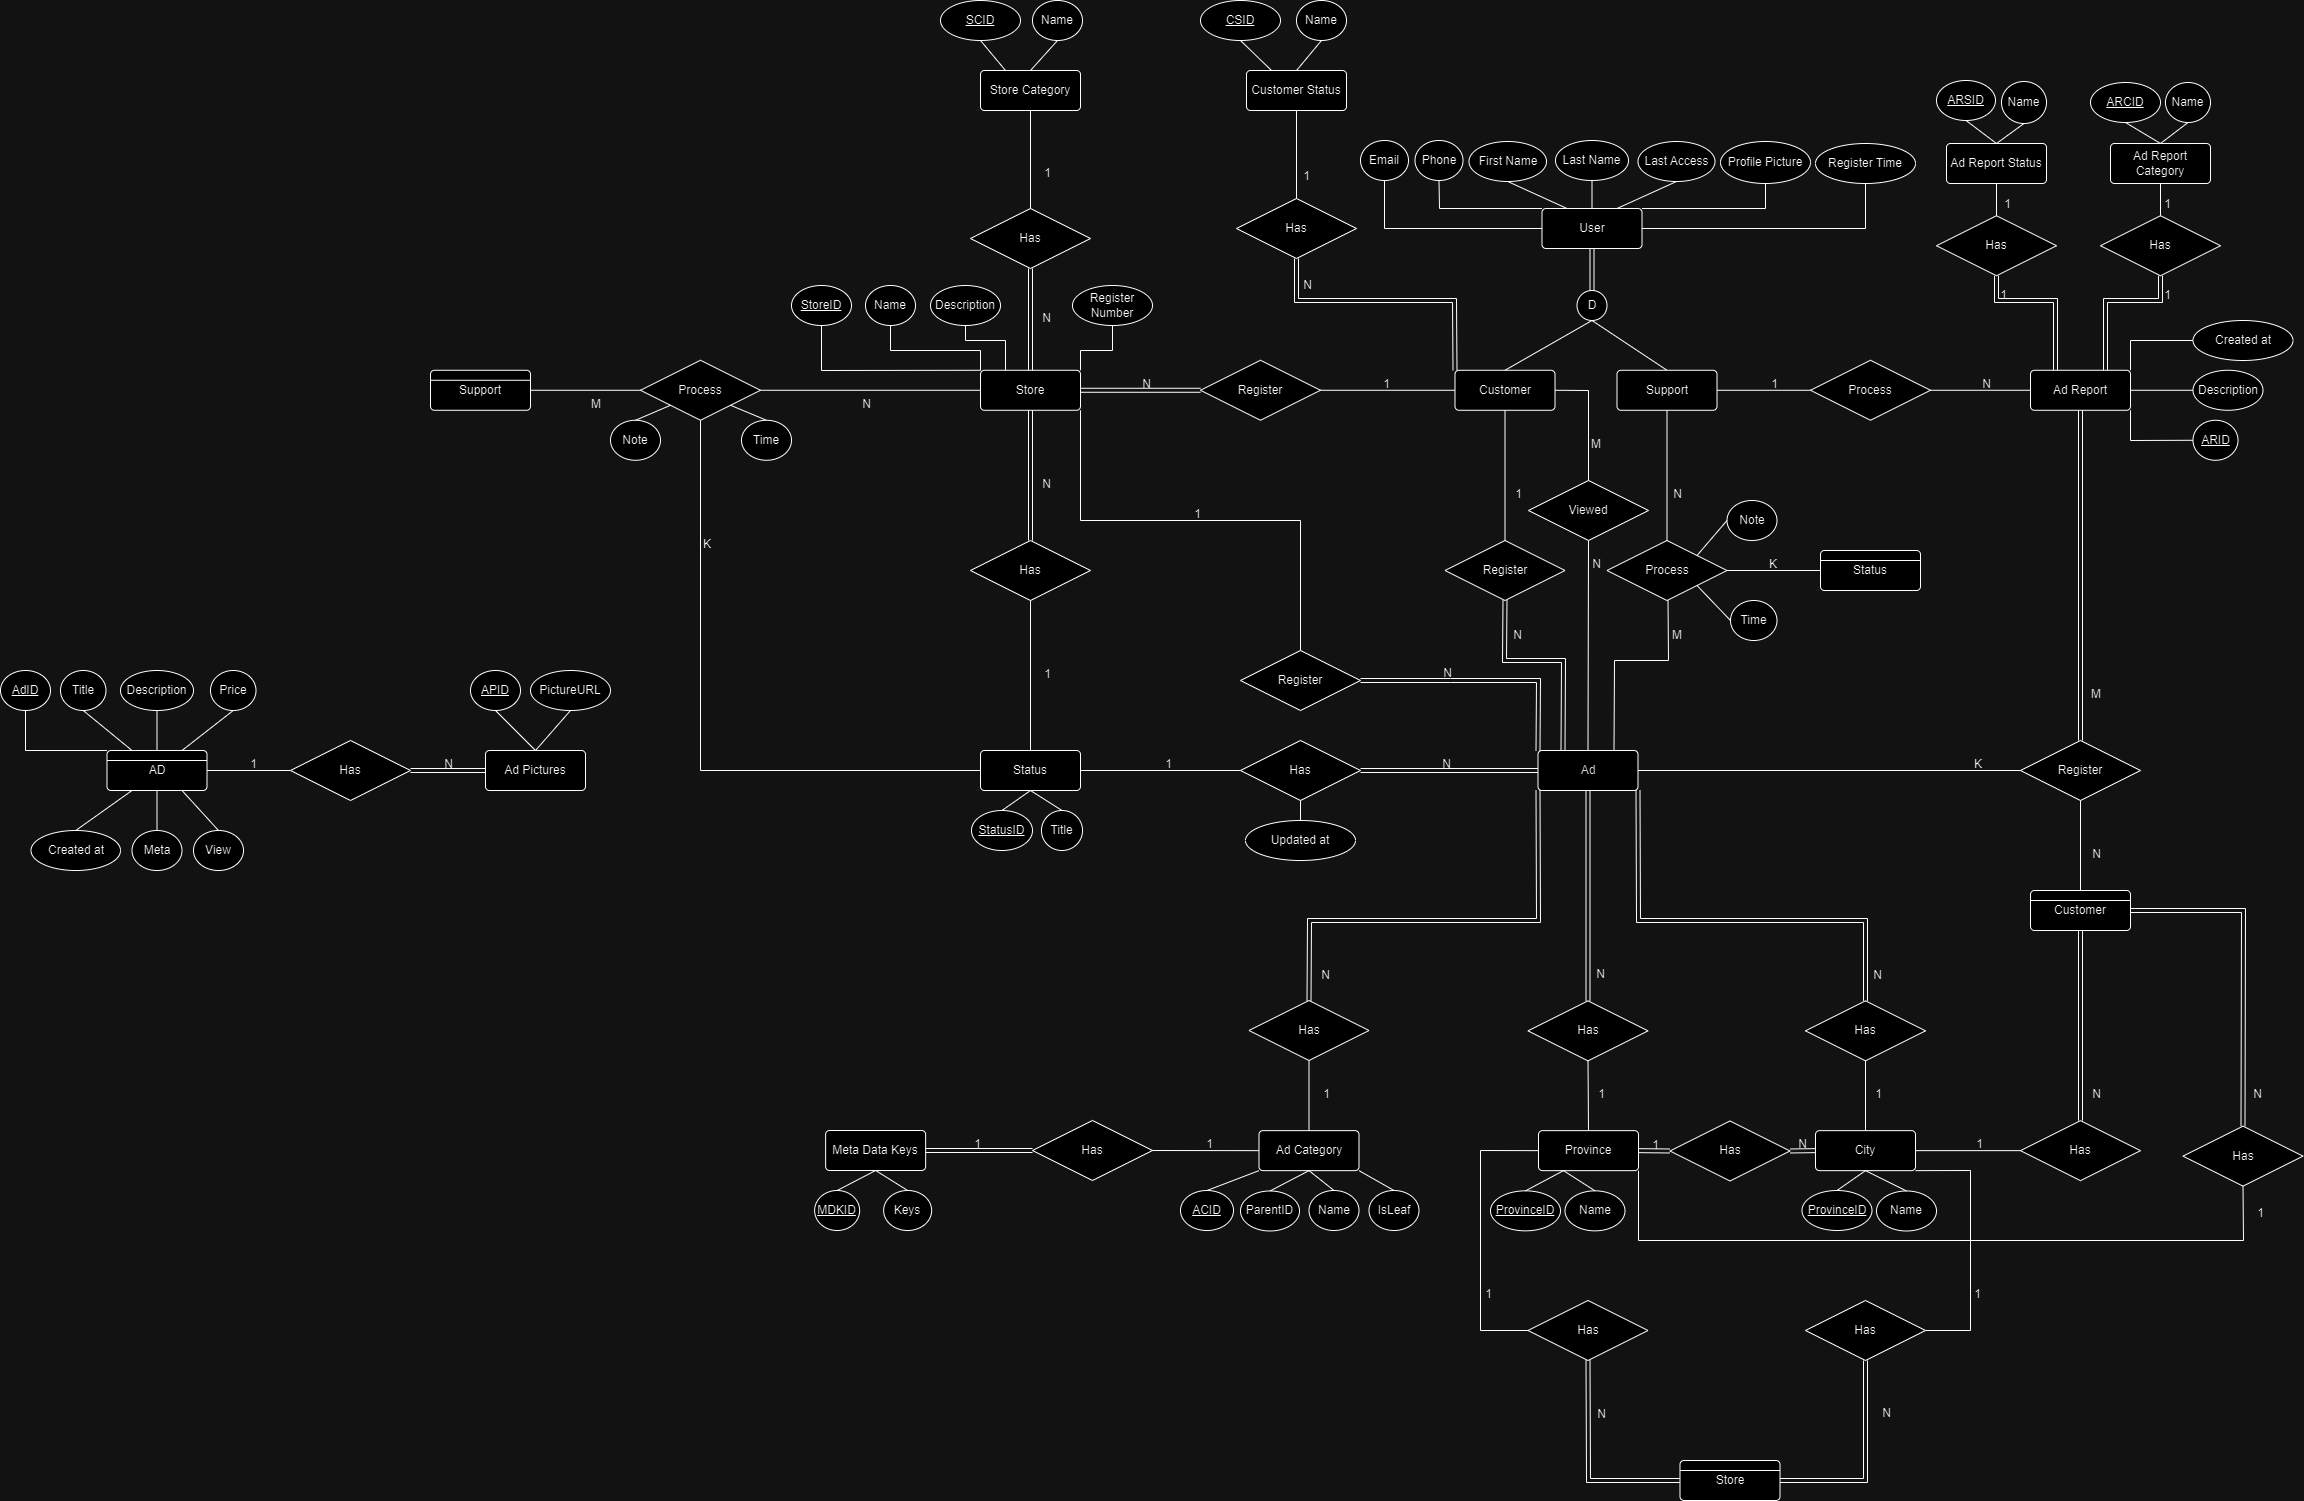 SCID
Name
CSID
Name
Store Category
Customer Status
ARSID
Name
ARCID
Name
Email
Phone
First Name
Last Name
Last Access
Profile Picture
Register Time
Ad Report Status
Ad Report
Category
1
1
1
1
Has
Has
User
Has
Has
N
1
1
StoreID
Name
Description
Register
Number
D
N
Created at
Support
Process
Store
N
Register
1
Customer
Support
1
Process
N
Ad Report
Description
M
N
Note
Time
M
ARID
N
1
N
1
Viewed
Note
K
Has
Register
N
Process
K
Status
Time
N
M
1
Register
N
AdID
Title
Description
Price
APID
PictureURL
M
AD
1
Has
N
Ad Pictures
Status
1
Has
N
Ad
K
Register
Created at
Meta
View
StatusID
Title
Updated at
N
Customer
N
N
N
Has
Has
Has
1
1
1
N
N
Meta Data Keys
1
Has
1
Ad Category
Province
1
Has
N
City
1
Has
Has
MDKID
Keys
ACID
ParentID
Name
IsLeaf
ProvinceID
Name
ProvinceID
Name
1
1
1
Has
Has
N
N
Store